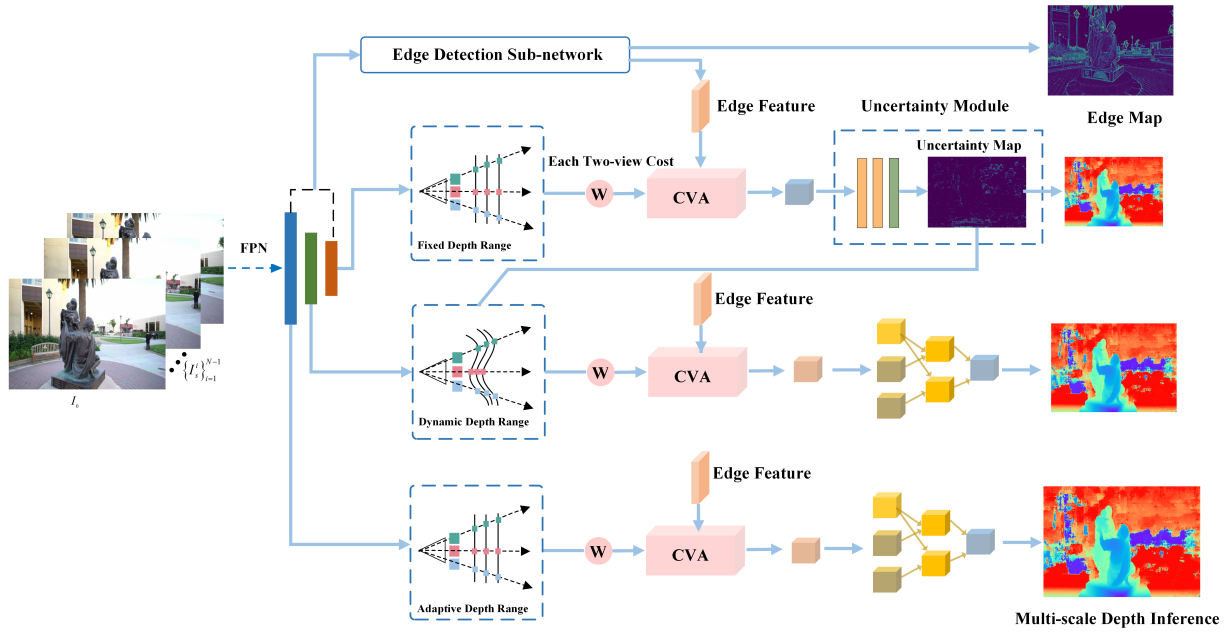 Edge Detection Sub-network
Edge Feature
Uncertainty Module
Edge Map
Each Two-view Cost
Uncertainty Map
W
CVA
FPN
Fixed Depth Range
Edge Feature
W
CVA
{I_s^i}_{i=1}^{N-1}
I_0
Dynamic Depth Range
Edge Feature
W
CVA
Adaptive Depth Range
Multi-scale Depth Inference